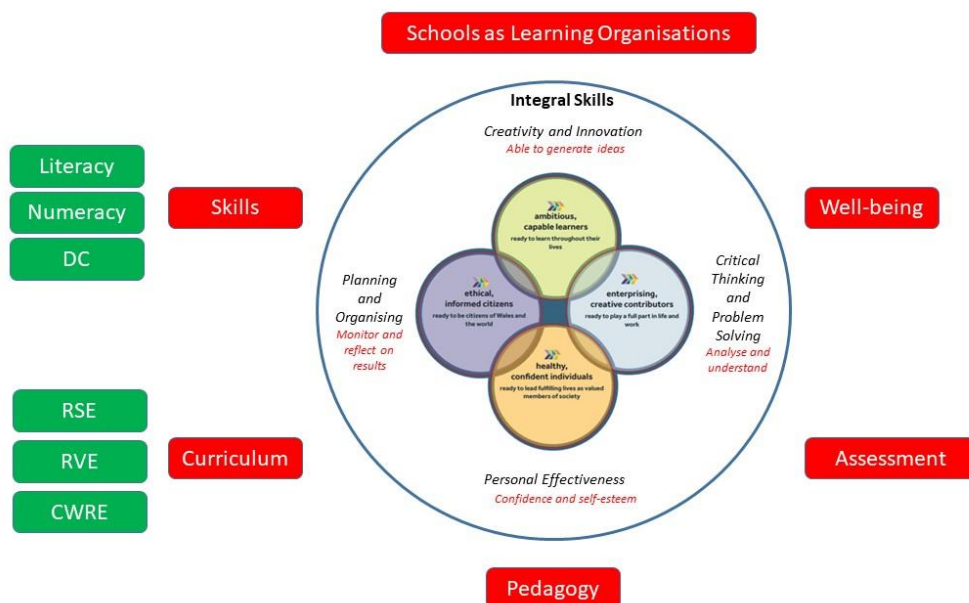 Schools as Learning Organisations
Integral Skills
Creativity and Innovation
Able to generate ideas
Literacy
Numeracy
DC
Skills
Well-being
ambitious,
capable learners
ready to learn throughout their
lives
Planning
and
Organising
Monitor and
reflect on
results
ethical,
informed citizens
ready to be citizens of Wales and
the world
enterprising,
creative contributors
ready to play a full part in life and
work
Critical
Thinking
and
Problem
Solving
Analyse and
understand
healthy,
confident individuals
ready to lead fulfilling lives as valued
members of society
RSE
RVE
CWRE
Curriculum
Assessment
Personal Effectiveness
Confidence and self-esteem
Pedagogy